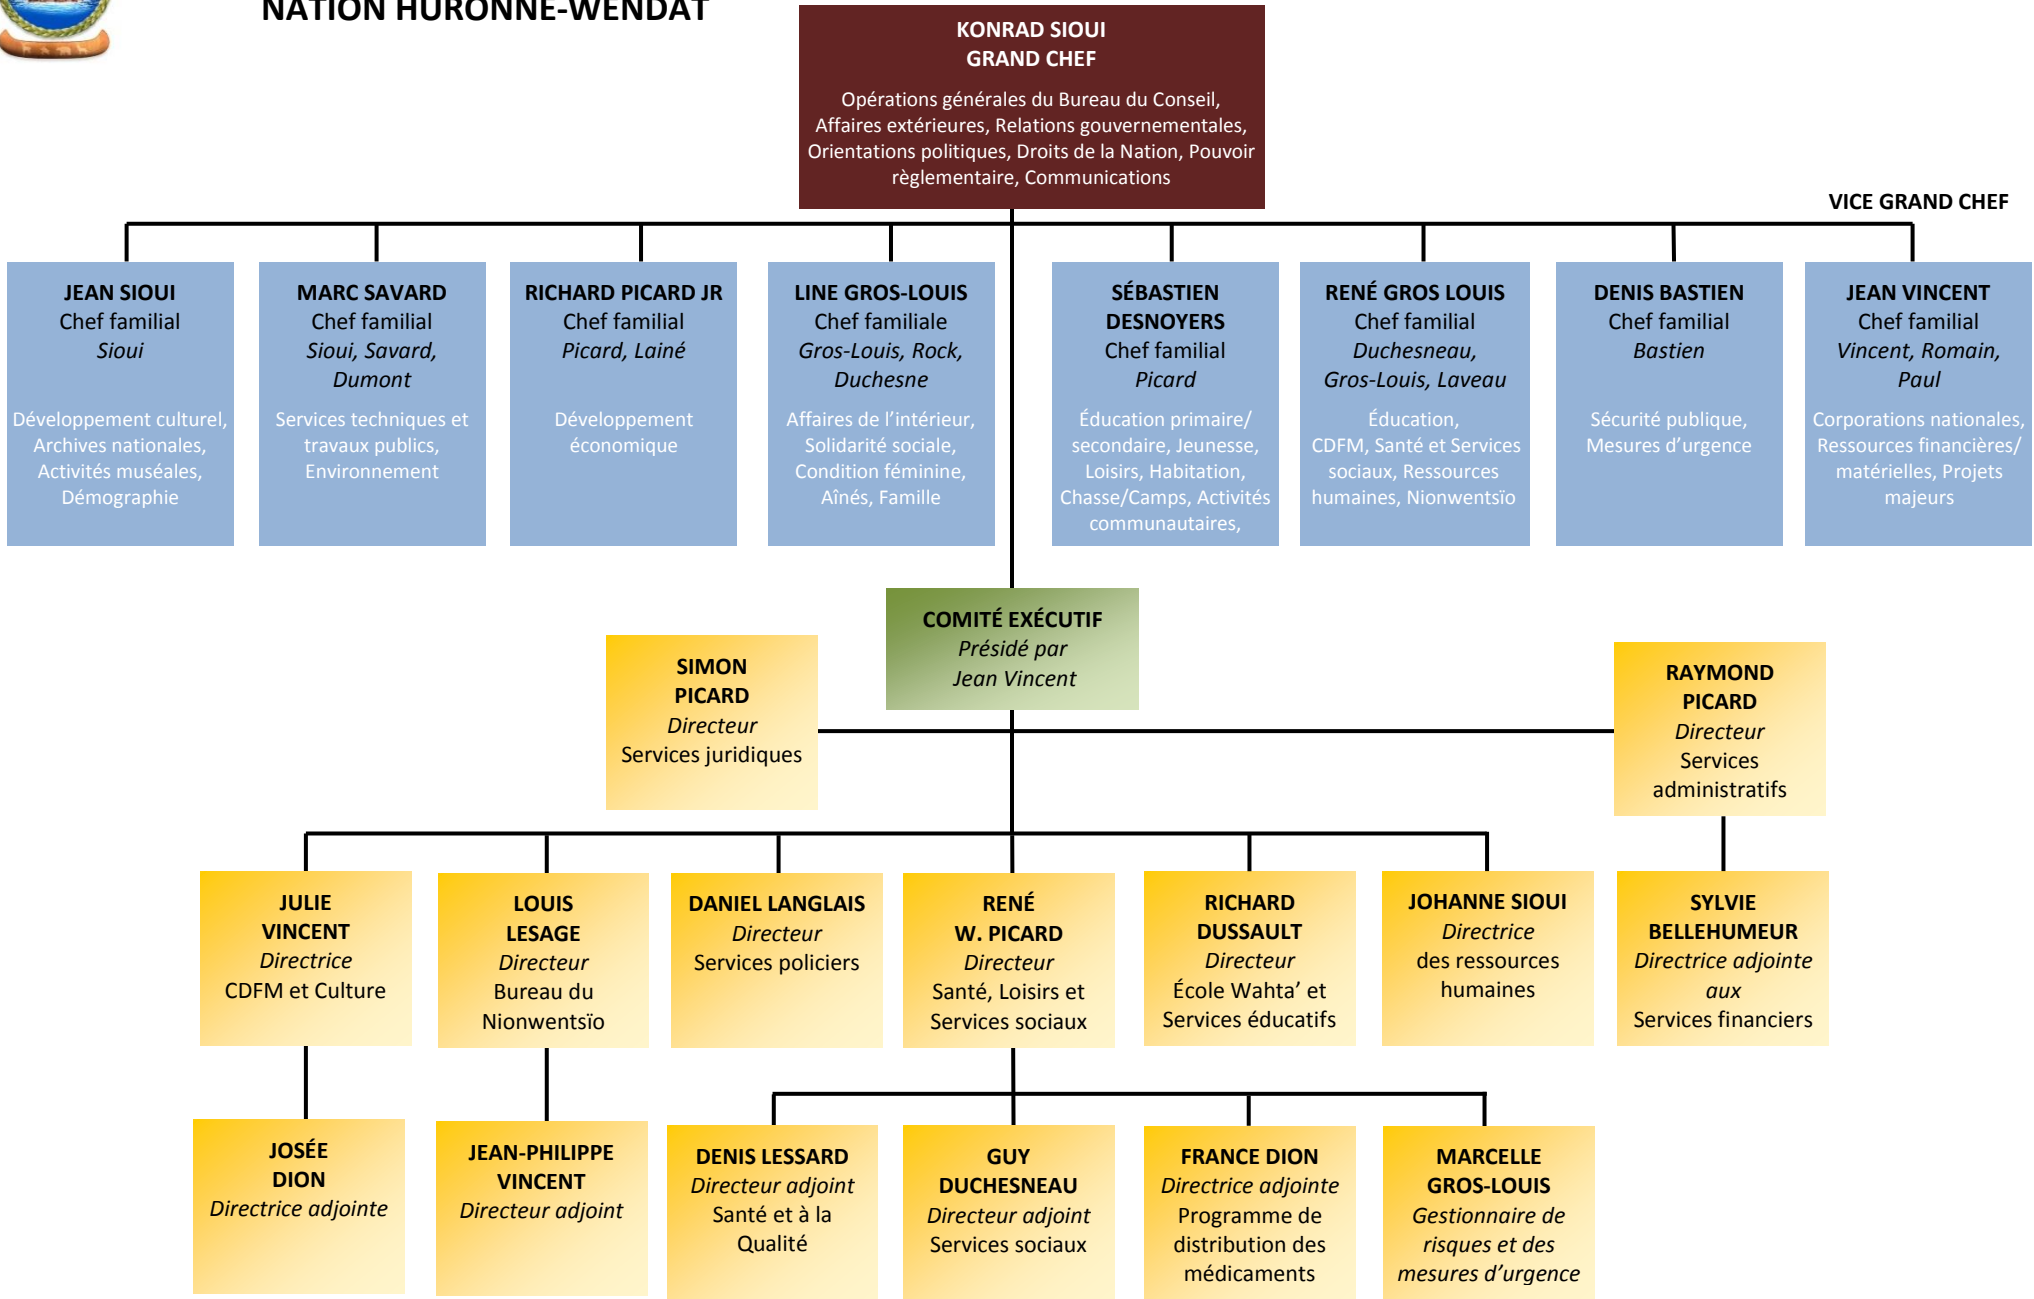 NATION HURONNE-WENDAT
KONRAD SIOUI
GRAND CHEF
Opérations générales du Bureau du Conseil,
Affaires extérieures, Relations gouvernementales,
Orientations politiques, Droits de la Nation, Pouvoir
règlementaire, Communications
VICE GRAND CHEF
JEAN SIOUI
Chef familial
Sioui
Développement culturel,
Archives nationales,
Activités muséales,
Démographie
MARC SAVARD
Chef familial
Sioui, Savard,
Dumont
Services techniques et
travaux publics,
Environnement
RICHARD PICARD JR
Chef familial
Picard, Lainé
Développement
économique
LINE GROS-LOUIS
Chef familiale
Gros-Louis, Rock,
Duchesne
Affaires de l’intérieur,
Solidarité sociale,
Condition féminine,
Aînés, Famille
SÉBASTIEN
DESNOYERS
Chef familial
Picard
Éducation primaire/
secondaire, Jeunesse,
Loisirs, Habitation,
Chasse/Camps, Activités
communautaires,
RENÉ GROS LOUIS
Chef familial
Duchesneau,
Gros-Louis, Laveau
Éducation,
CDFM, Santé et Services
sociaux, Ressources
humaines, Nionwentsïo
DENIS BASTIEN
Chef familial
Bastien
Sécurité publique,
Mesures d’urgence
JEAN VINCENT
Chef familial
Vincent, Romain,
Paul
Corporations nationales,
Ressources financières/
matérielles, Projets
majeurs
COMITÉ EXÉCUTIF
Présidé par
Jean Vincent
SIMON
PICARD
Directeur
Services juridiques
RAYMOND
PICARD
Directeur
Services
administratifs
JULIE
VINCENT
Directrice
CDFM et Culture
LOUIS
LESAGE
Directeur
Bureau du
Nionwentsïo
DANIEL LANGLAIS
Directeur
Services policiers
RENÉ
W. PICARD
Directeur
Santé, Loisirs et
Services sociaux
RICHARD
DUSSAULT
Directeur
École Wahta’ et
Services éducatifs
JOHANNE SIOUI
Directrice
des ressources
humaines
SYLVIE
BELLEHUMEUR
Directrice adjointe
aux
Services financiers
JOSÉE
DION
Directrice adjointe
JEAN-PHILIPPE
VINCENT
Directeur adjoint
DENIS LESSARD
Directeur adjoint
Santé et à la
Qualité
GUY
DUCHESNEAU
Directeur adjoint
Services sociaux
FRANCE DION
Directrice adjointe
Programme de
distribution des
médicaments
MARCELLE
GROS-LOUIS
Gestionnaire de
risques et des
mesures d’urgence